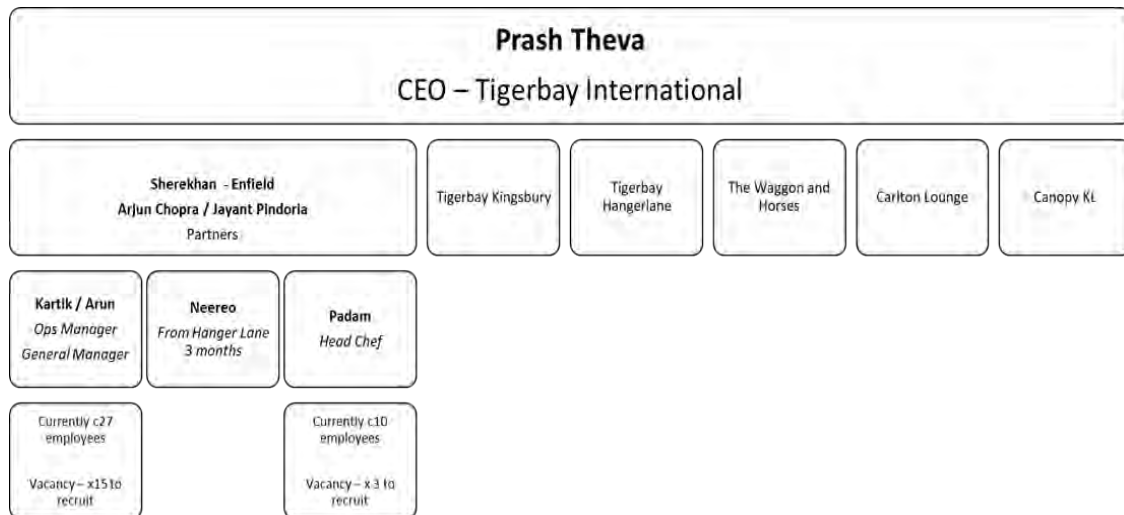 Prash Theva
CEO – Tigerbay International
Sherekhan - Enfield
Arjun Chopra / Jayant Pindoria
Partners
Tigerbay Kingsbury
Tigerbay
Hangerlane
The Waggon and
Horses
Carlton Lounge
Canopy KL
Kartik / Arun
Ops Manager
General Manager
Neereo
From Hanger Lane
3 months
Padam
Head Chef
Currently c27
employees
Vacancy – x15 to
recruit
Currently c10
employees
Vacancy – x 3 to
recruit